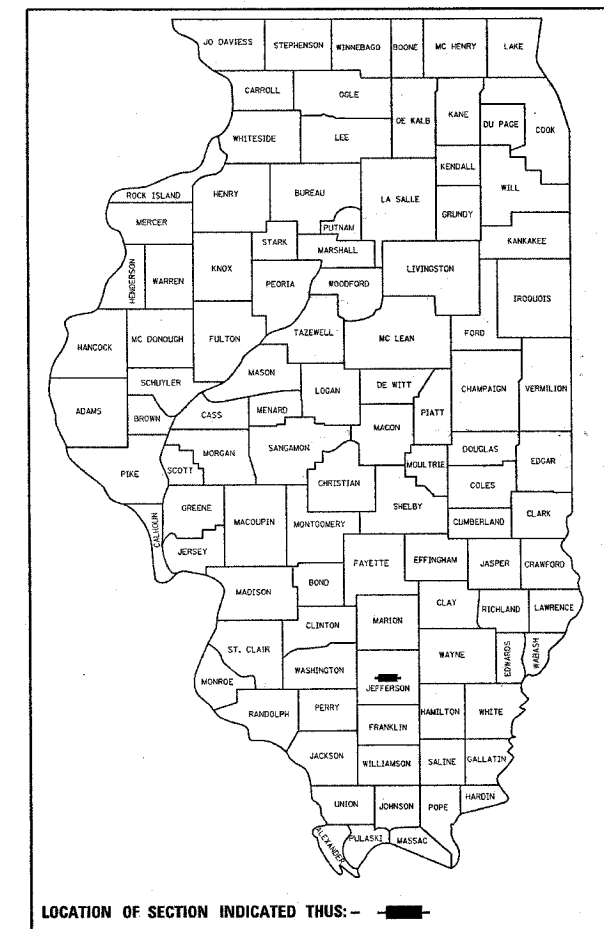 JO DAVIESS STEPHENSON WINNEBAGO BOONE MC HENRY LAKE
CARROLL OGLE
DE KALB KANE DU PAGE COOK
WHITESIDE LEE
KENDALL
WILL
ROCK ISLAND HENRY BUREAU LA SALLE
GRUNDY
MERCER
PUTNAM
KANKAKEE
STARK MARSHALL
HENDERSON WARREN KNOX LIVINGSTON
PEORIA WOODFORD IROQUOIS
TAZEWELL FORD
HANCOCK MC DONOUGH FULTON MC LEAN
MASON
SCHUYLER LOGAN DE WITT
CHAMPAIGN VERMILION
ADAMS BROWN CASS MENARD PIATT
MACON
MORGAN SANGAMON DOUGLAS
EDGAR
PIKE SCOTT MOULTRIE
COLES
CHRISTIAN
GREENE SHELBY
CALHOUN MACOUPIN MONTGOMERY CUMBERLAND CLARK
JERSEY
FAYETTE EFFINGHAM JASPER CRAWFORD
MADISON BOND
CLAY RICHLAND LAWRENCE
CLINTON MARION
ST. CLAIR WAYNE EDWARDS WABASH
WASHINGTON
MONROE JEFFERSON
RANDOLPH PERRY HAMILTON WHITE
FRANKLIN
JACKSON WILLIAMSON SALINE GALLATIN
UNION JOHNSON POPE HARDIN
ALEXANDER PULASKI MASSAC
LOCATION OF SECTION INDICATED THUS: -